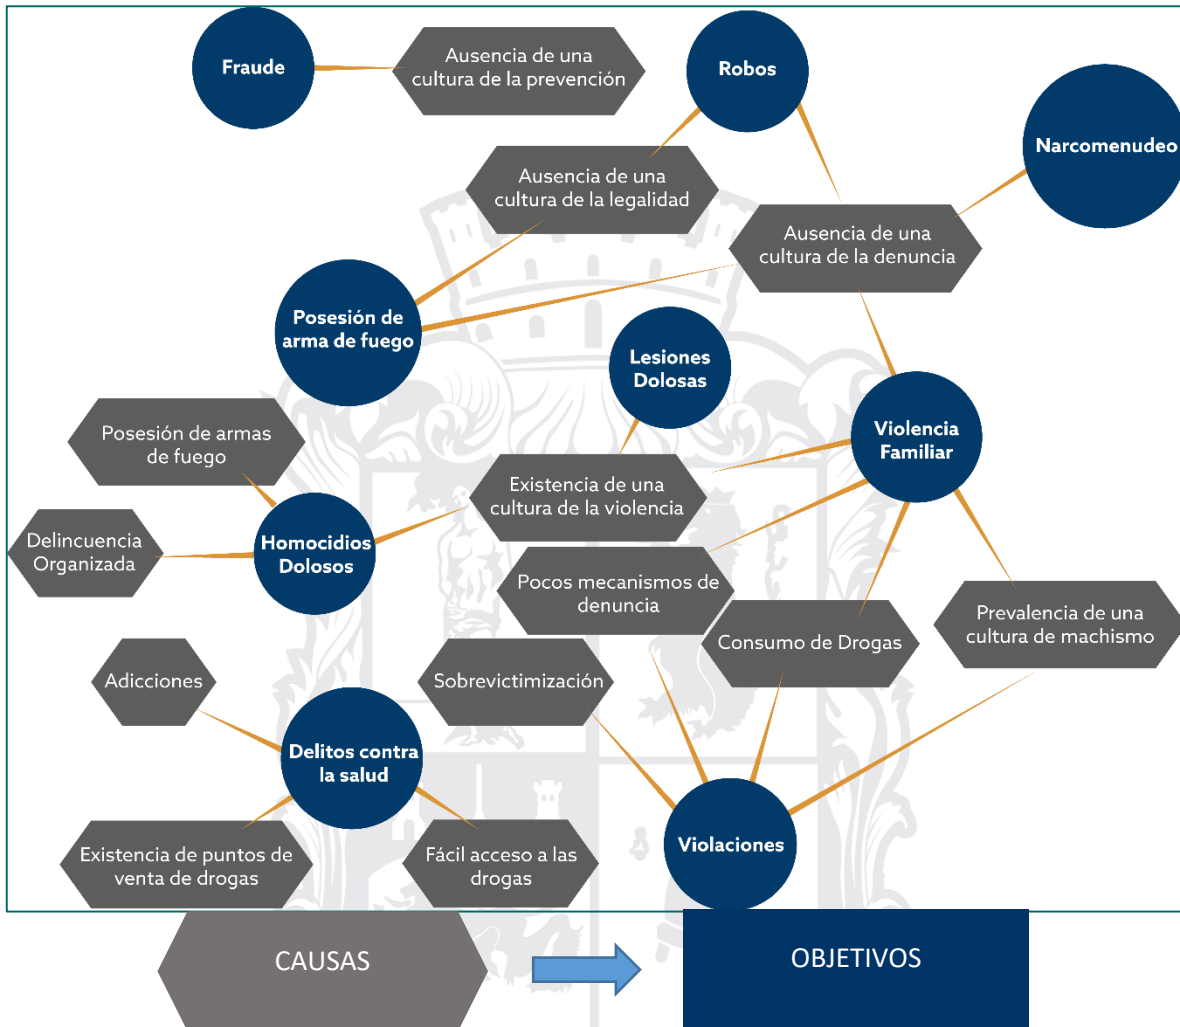 Fraude
Ausencia de una
cultura de la prevención
Robos
Narcomenudeo
Ausencia de una
cultura de la legalidad
Ausencia de una
cultura de la denuncia
Posesión de
arma de fuego
Lesiones
Dolosas
Violencia
Familiar
Posesión de armas
de fuego
Existencia de una
cultura de la violencia
Delincuencia
Organizada
Homocidios
Dolosos
Pocos mecanismos de
denuncia
Consumo de Drogas
Prevalencia de una
cultura de machismo
Adicciones
Sobrevictimización
Delitos contra
la salud
Existencia de puntos de
venta de drogas
Fácil acceso a las
drogas
Violaciones
CAUSAS
OBJETIVOS